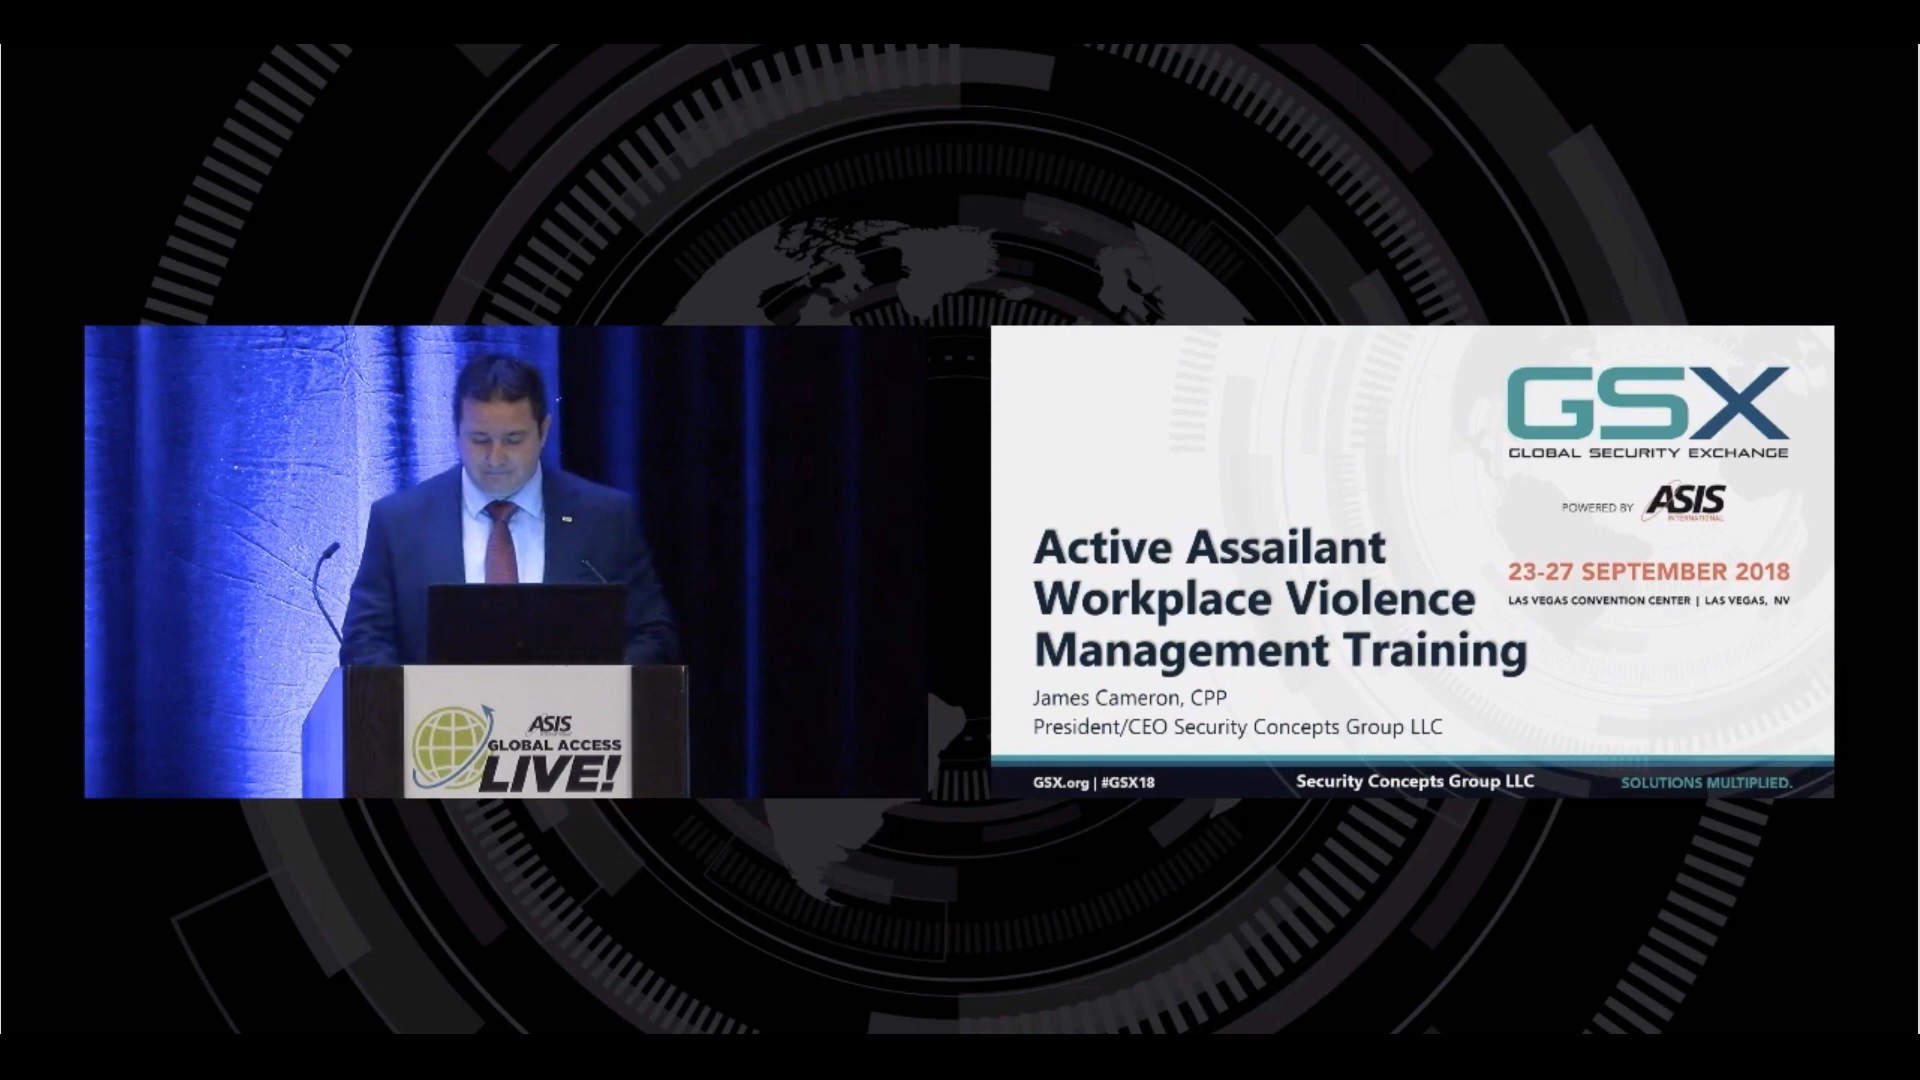 ASIS
GLOBAL ACCESS
LIVE!
GSX
GLOBAL SECURITY EXCHANGE
POWERED BY ASIS
INTERNATIONAL
23-27 SEPTEMBER 2018
LAS VEGAS CONVENTION CENTER | LAS VEGAS, NV
Active Assailant
Workplace Violence
Management Training
James Cameron, CPP
President/CEO Security Concepts Group LLC
GSX.org | #GSX18 Security Concepts Group LLC SOLUTIONS MULTIPLIED.